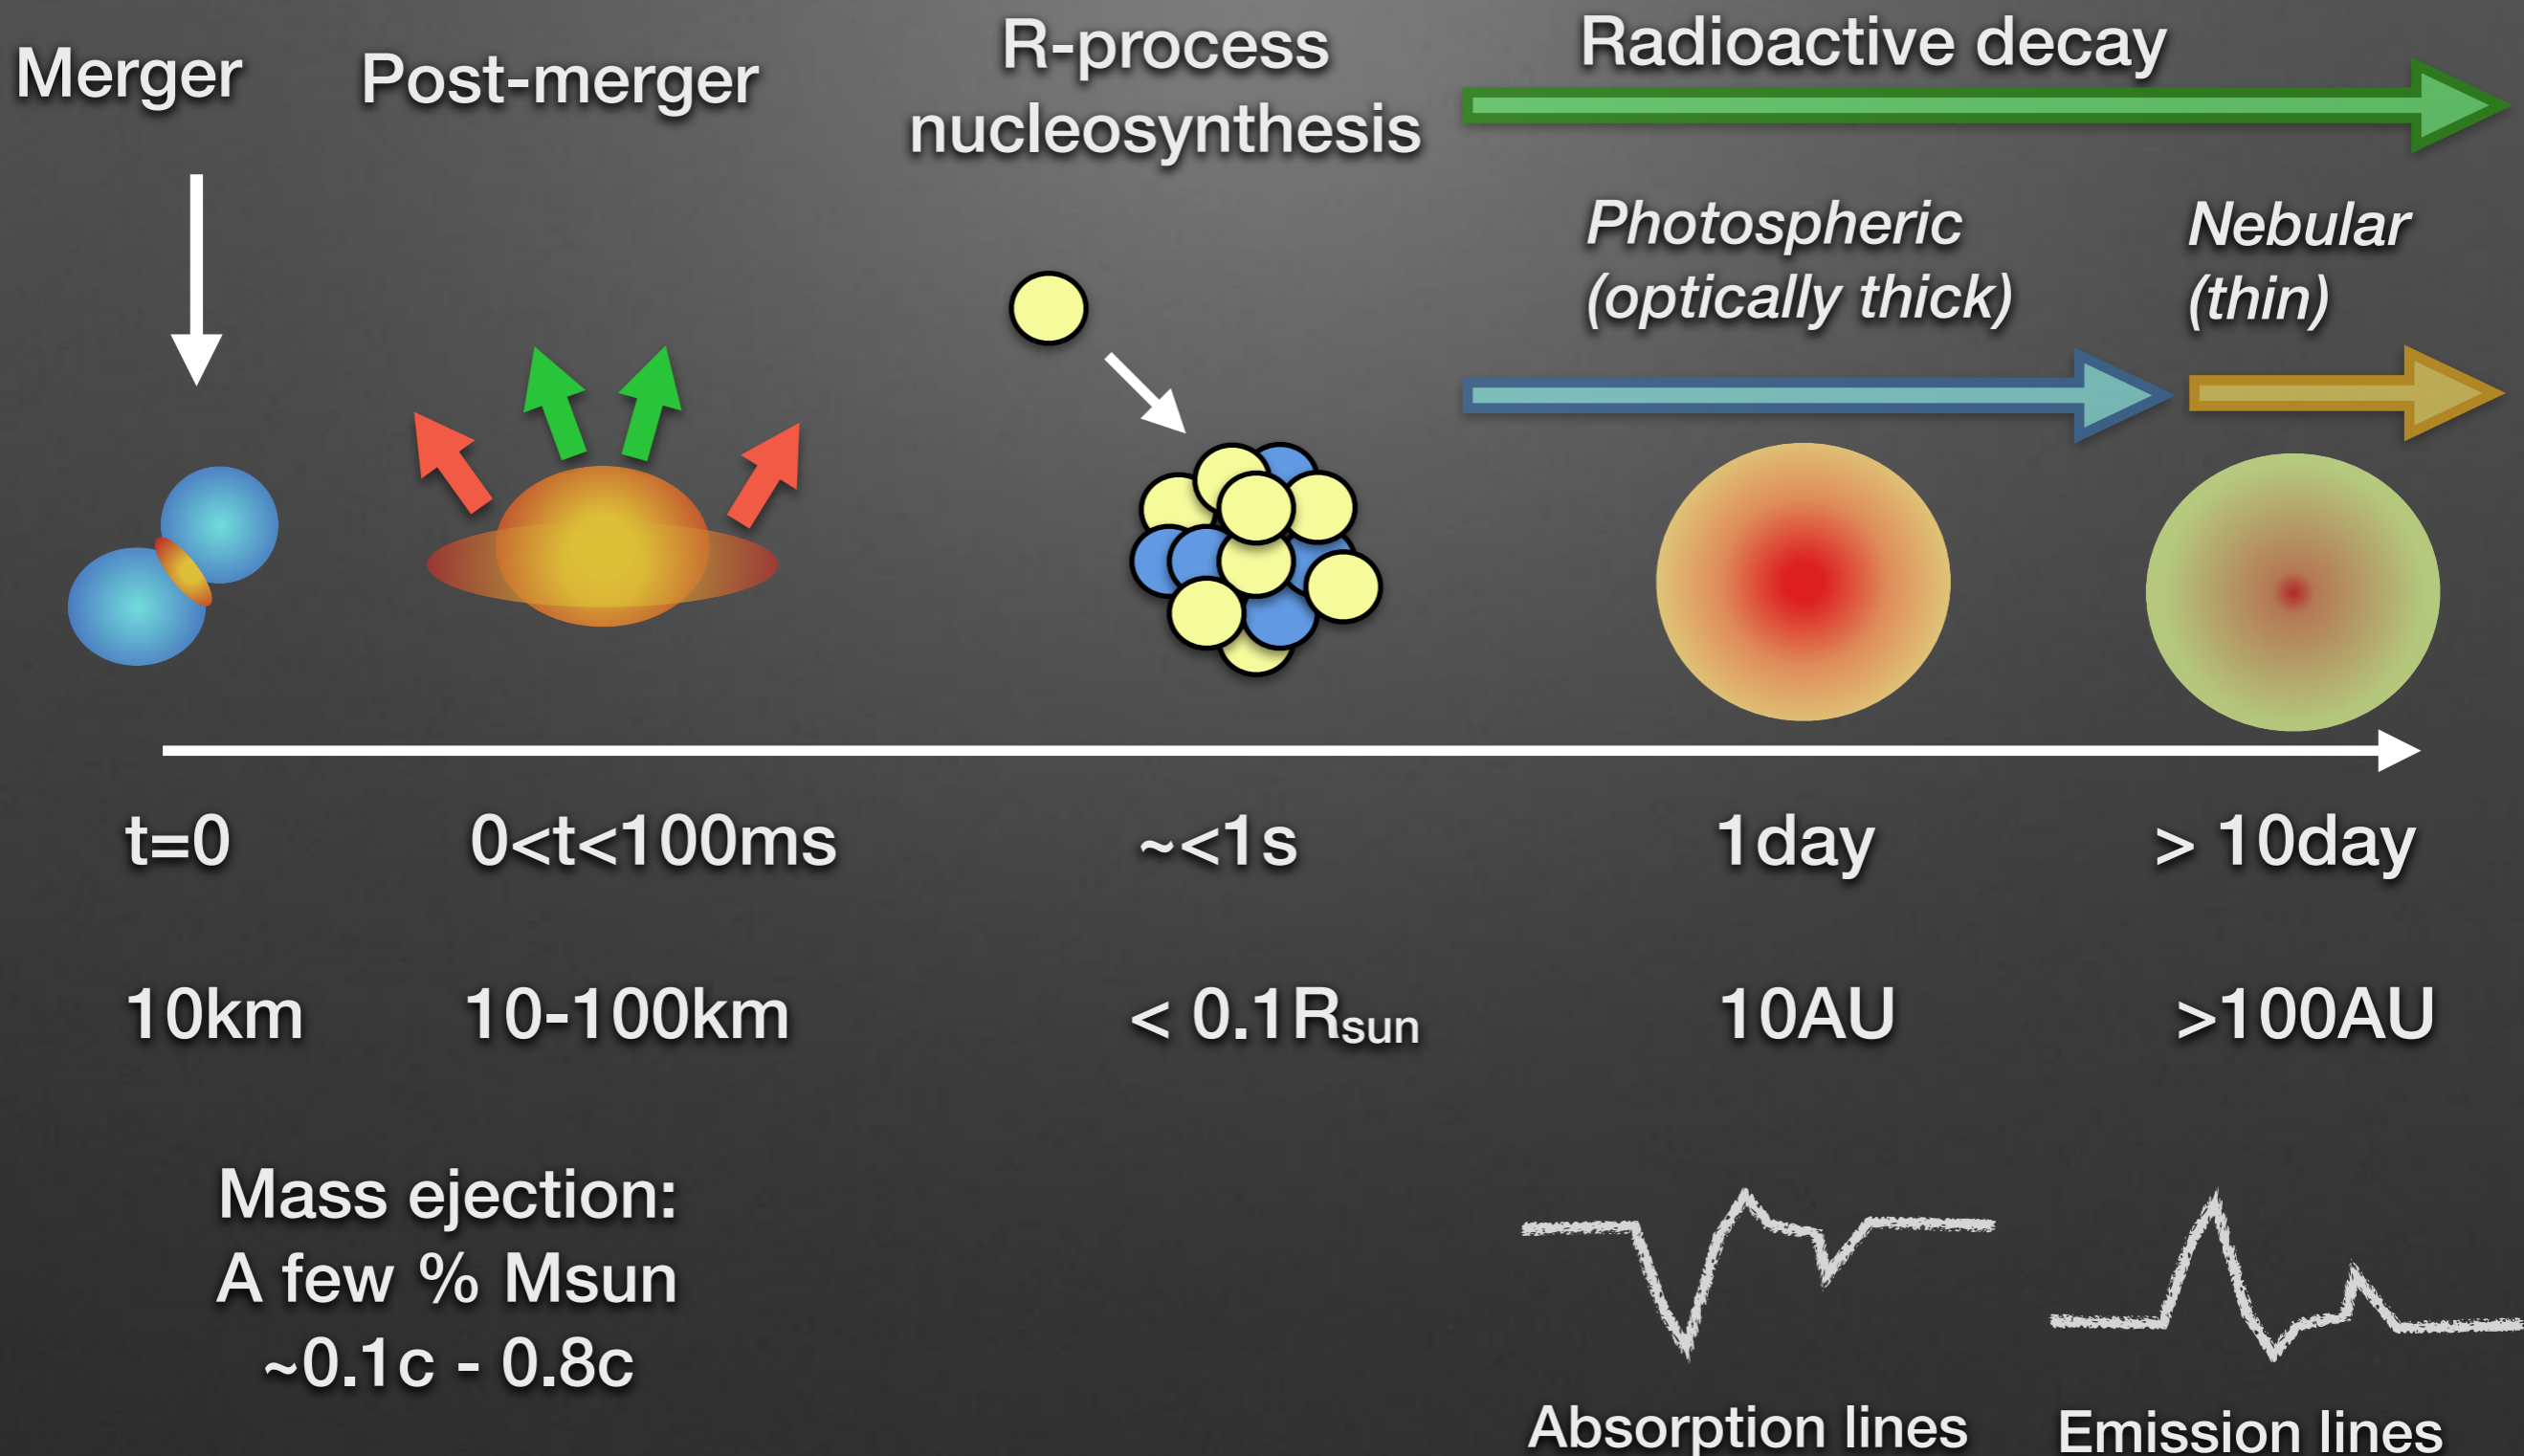 Merger
Post-merger
R-process
nucleosynthesis
Radioactive decay
Photospheric
(optically thick)
Nebular
(thin)
t=0
0<t<100ms
~<1s
1day
> 10day
10km
10-100km
< 0.1Rsun
10AU
>100AU
Mass ejection:
A few % Msun
~0.1c - 0.8c
Absorption lines
Emission lines